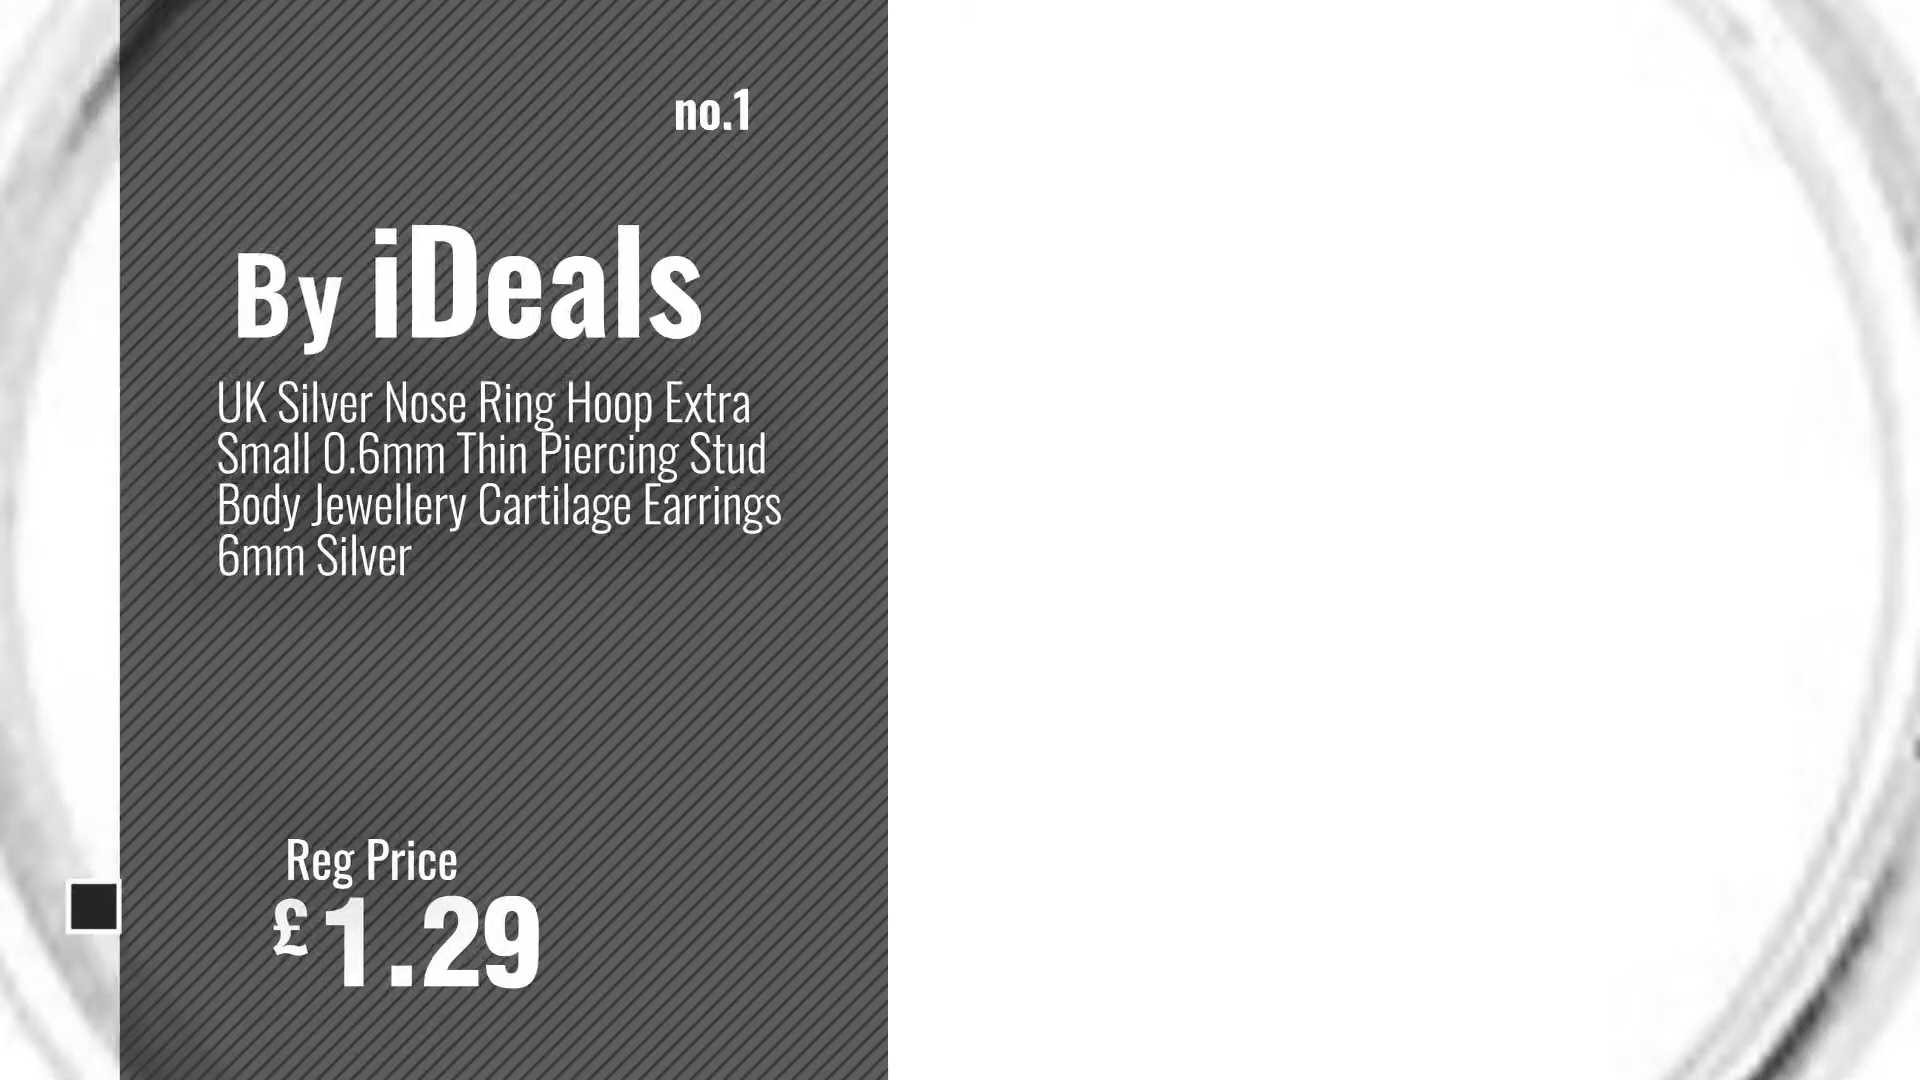 no.1
By iDeals
UK Silver Nose Ring Hoop Extra
Small 0.6mm Thin Piercing Stud
Body Jewellery Cartilage Earrings
6mm Silver
Reg Price
£1.29